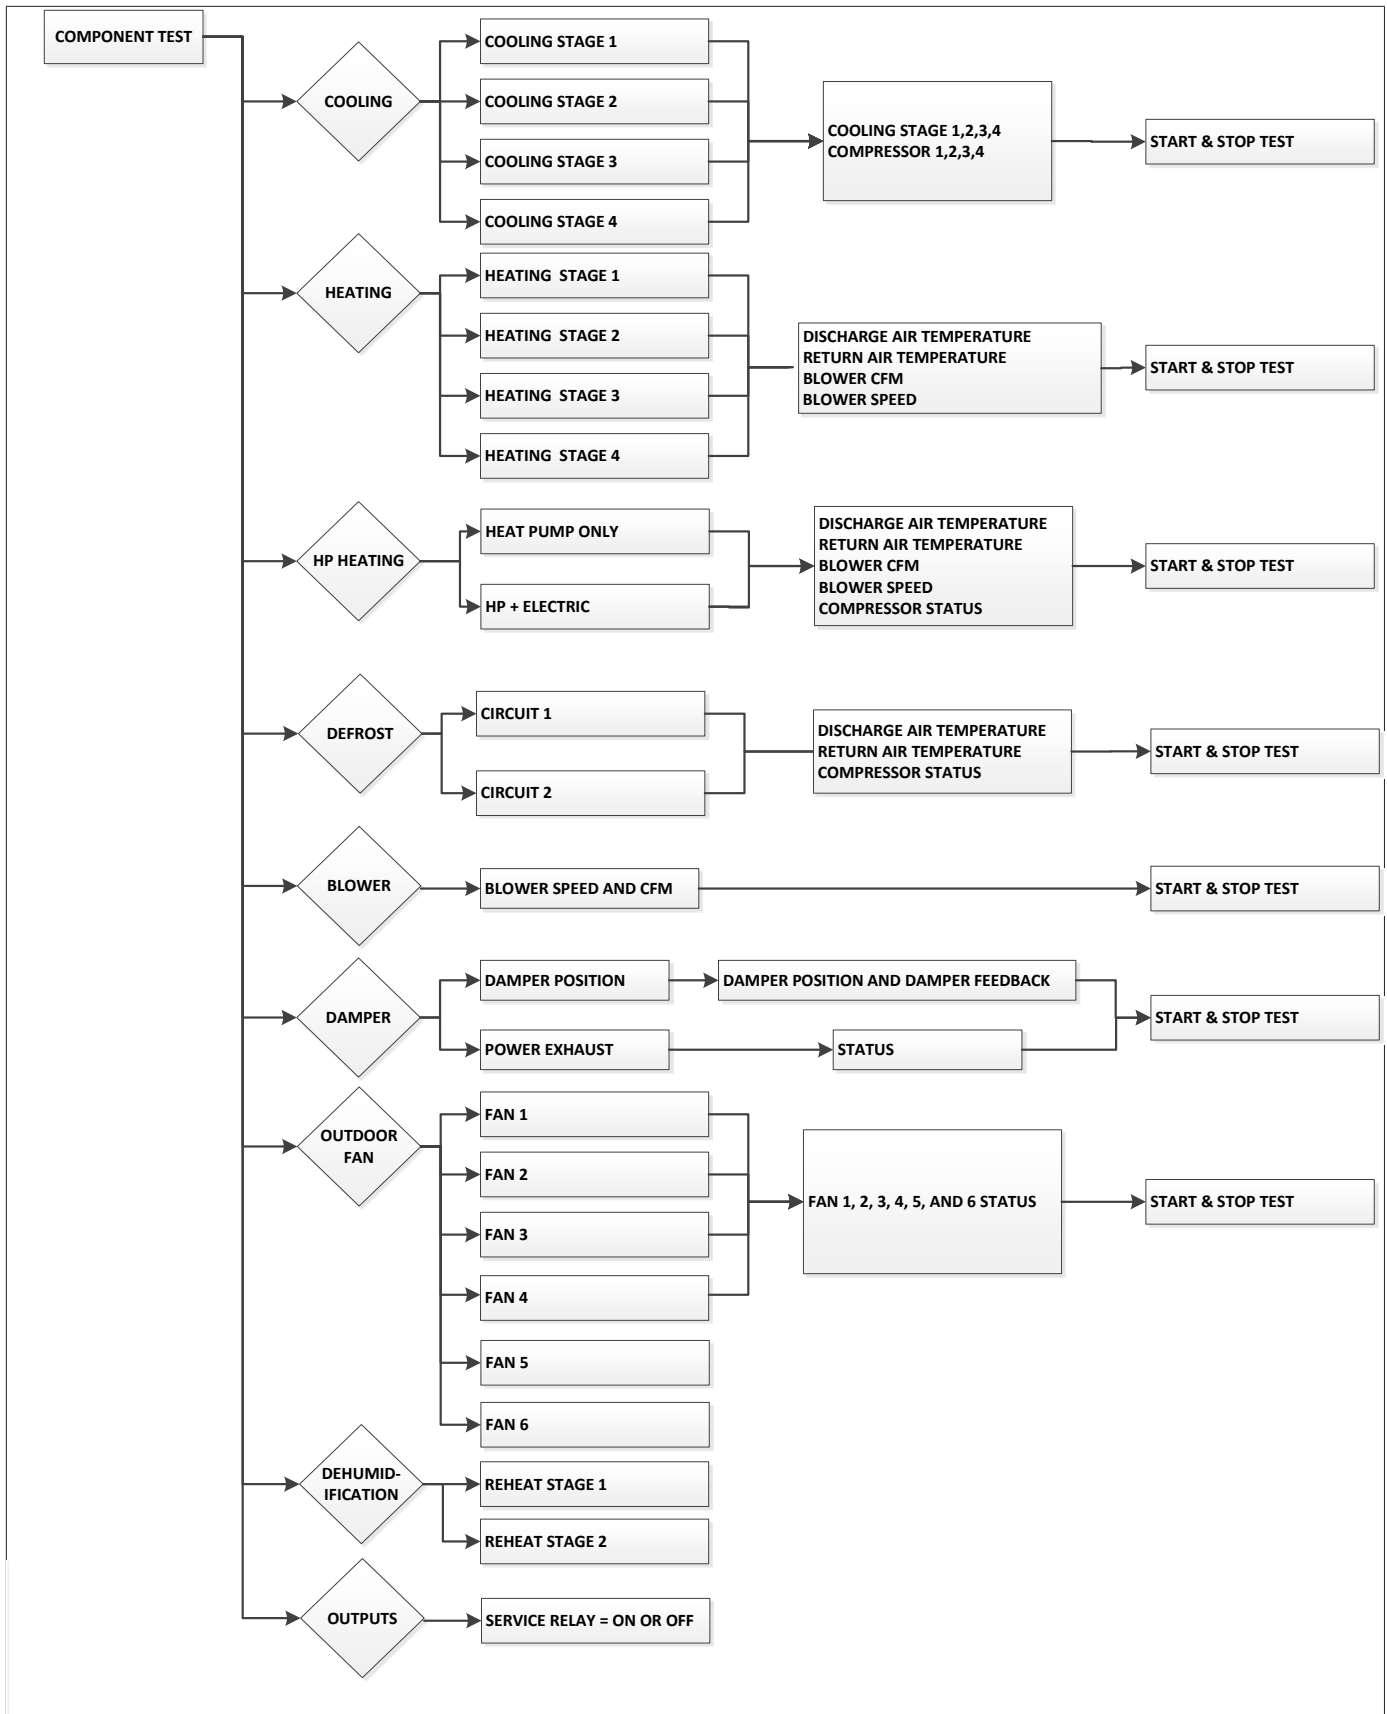 COMPONENT TEST
COOLING
COOLING STAGE 1
COOLING STAGE 2
COOLING STAGE 3
COOLING STAGE 4
COOLING STAGE 1,2,3,4
COMPRESSOR 1,2,3,4
START & STOP TEST
HEATING
HEATING  STAGE 1
HEATING  STAGE 2
HEATING  STAGE 3
HEATING  STAGE 4
DISCHARGE AIR TEMPERATURE
RETURN AIR TEMPERATURE
BLOWER CFM
BLOWER SPEED
START & STOP TEST
HP HEATING
HEAT PUMP ONLY
HP + ELECTRIC
DISCHARGE AIR TEMPERATURE
RETURN AIR TEMPERATURE
BLOWER CFM
BLOWER SPEED
COMPRESSOR STATUS
START & STOP TEST
DEFROST
CIRCUIT 1
CIRCUIT 2
DISCHARGE AIR TEMPERATURE
RETURN AIR TEMPERATURE
COMPRESSOR STATUS
START & STOP TEST
BLOWER
BLOWER SPEED AND CFM
START & STOP TEST
DAMPER
DAMPER POSITION
DAMPER POSITION AND DAMPER FEEDBACK
POWER EXHAUST
STATUS
START & STOP TEST
OUTDOOR
FAN
FAN 1
FAN 2
FAN 3
FAN 4
FAN 5
FAN 6
FAN 1, 2, 3, 4, 5, AND 6 STATUS
START & STOP TEST
DEHUMID-
IFICATION
REHEAT STAGE 1
REHEAT STAGE 2
OUTPUTS
SERVICE RELAY = ON OR OFF